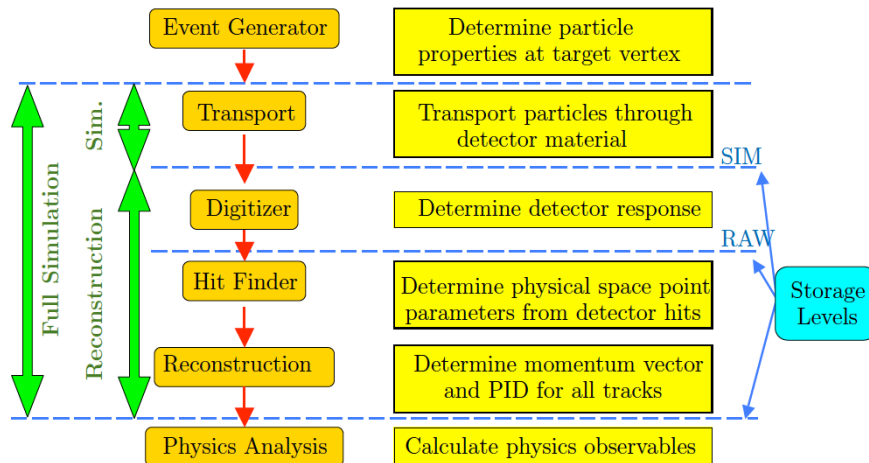 Event Generator
Determine particle
properties at target vertex
Transport
Transport particles through
detector material
SIM
Digitizer
Determine detector response
RAW
Hit Finder
Determine physical space point
parameters from detector hits
Reconstruction
Determine momentum vector
and PID for all tracks
Physics Analysis
Calculate physics observables
Full Simulation
Sim.
Reconstruction
Storage
Levels